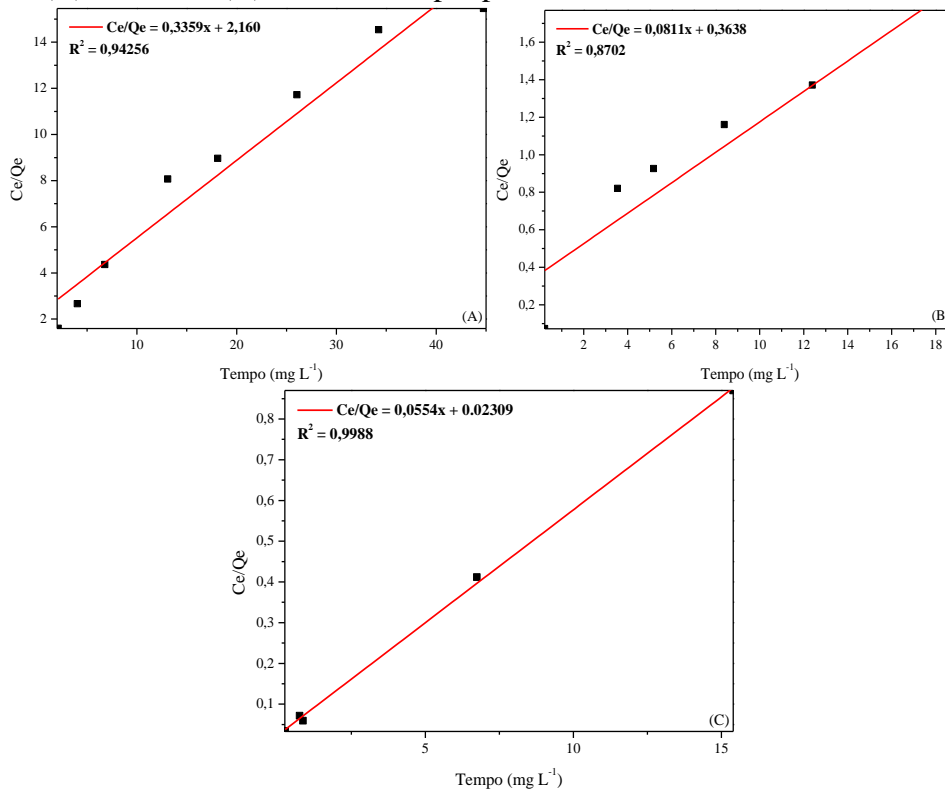 Ce/Qe = 0,3359x + 2,160
R² = 0,94256
14
12
10
8
6
4
2
Ce/Qe
10
20
30
40
(A)
Tempo (mg L⁻¹)
Ce/Qe = 0,0811x + 0,3638
R² = 0,8702
1,6
1,4
1,2
1,0
0,8
0,6
0,4
0,2
Ce/Qe
2
4
6
8
10
12
14
16
18
(B
Tempo (mg L⁻¹)
Ce/Qe = 0,0554x + 0.02309
R² = 0,9988
0,8
0,7
0,6
0,5
0,4
0,3
0,2
0,1
Ce/Qe
5
10
15
(C)
Tempo (mg L⁻¹)